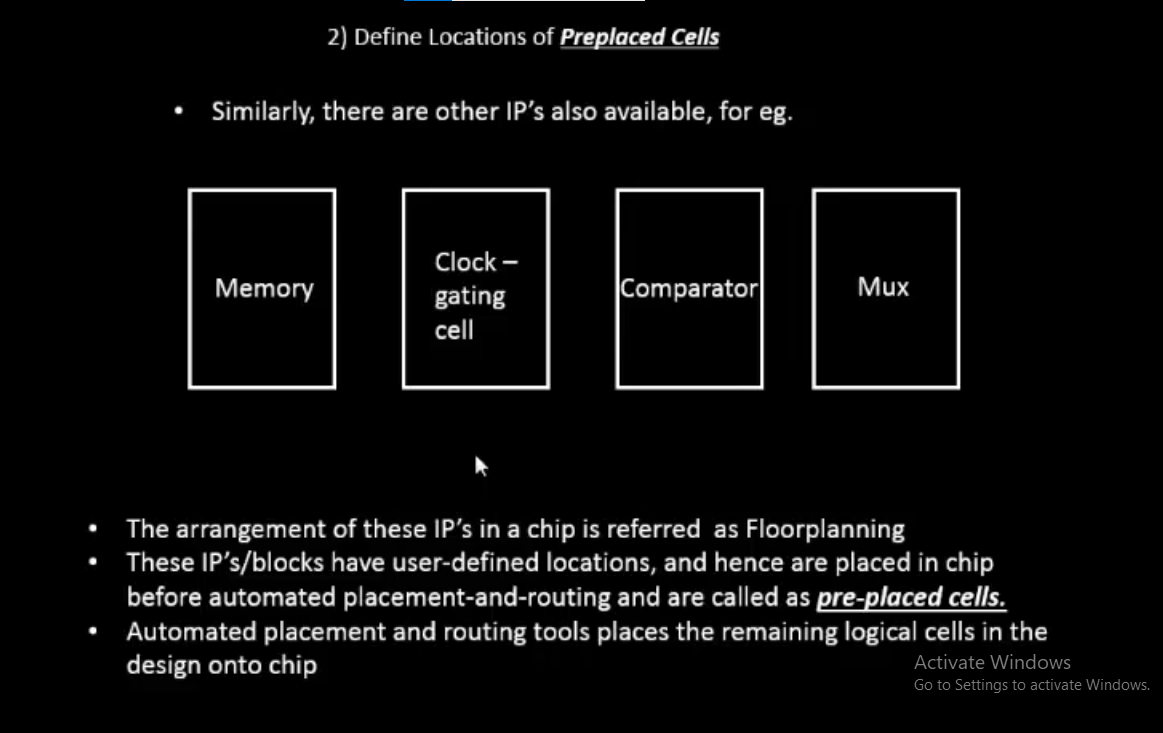 2) Define Locations of Preplaced Cells
• Similarly, there are other IP's also available, for eg.
Memory
Clock –
gating
cell
Comparator
Mux
• The arrangement of these IP's in a chip is referred  as Floorplanning
• These IP's/blocks have user-defined locations, and hence are placed in chip
before automated placement-and-routing and are called as pre-placed cells.
• Automated placement and routing tools places the remaining logical cells in the
design onto chip
Activate Windows
Go to Settings to activate Windows.